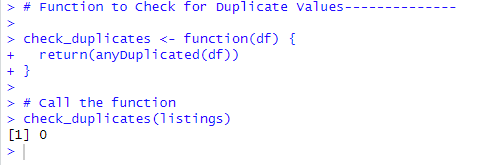 > # Function to Check for Duplicate Values--------------
>
> check_duplicates <- function(df) {
+   return(anyDuplicated(df))
+ }
>
> # Call the function
> check_duplicates(listings)
[1] 0
>